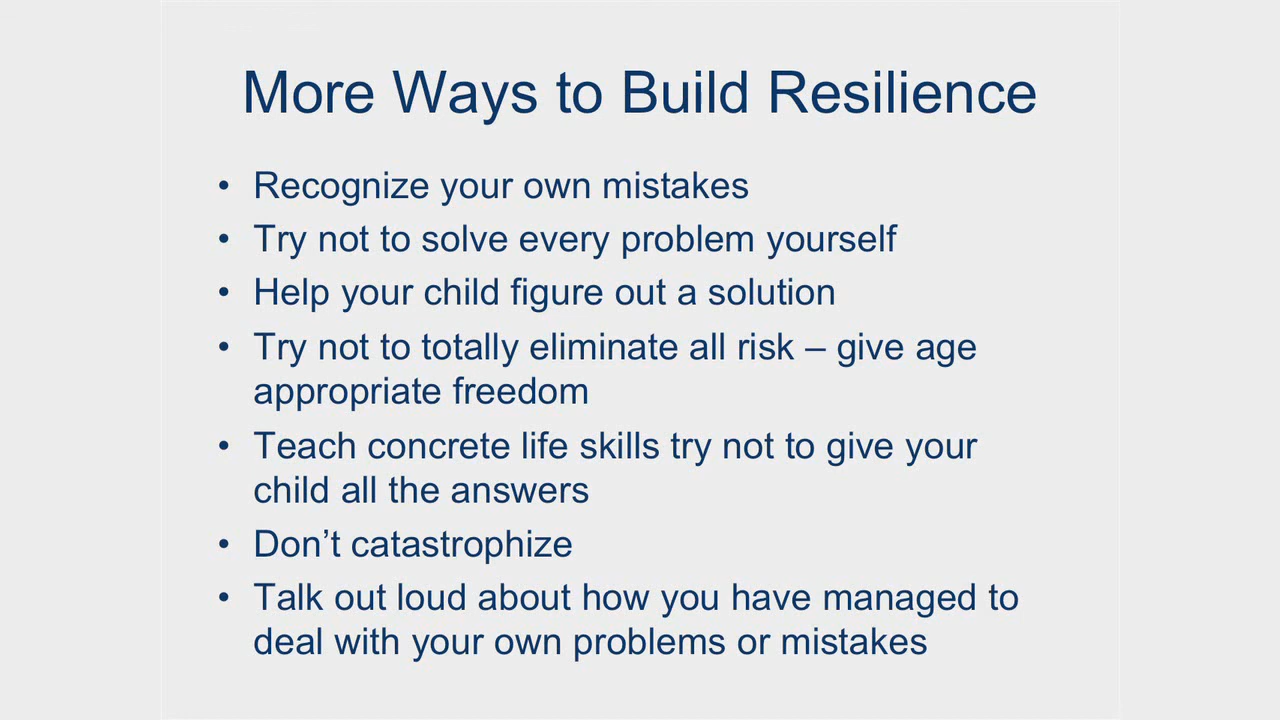 More Ways to Build Resilience
• Recognize your own mistakes
• Try not to solve every problem yourself
• Help your child figure out a solution
• Try not to totally eliminate all risk – give age
appropriate freedom
• Teach concrete life skills try not to give your
child all the answers
• Don’t catastrophize
• Talk out loud about how you have managed to
deal with your own problems or mistakes